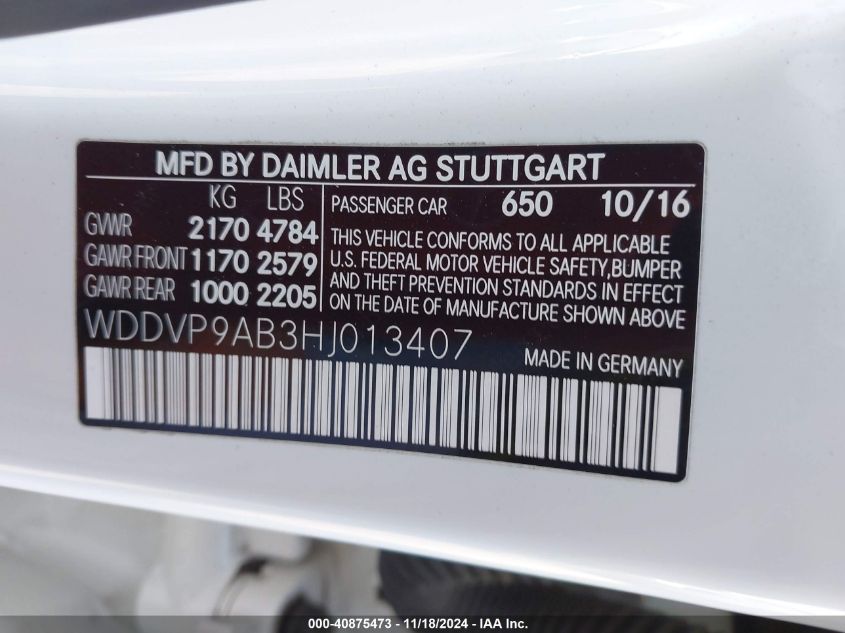 MFD BY DAIMLER AG STUTTGART
KG LBS
GVWR 2170 4784
GAWR FRONT 1170 2579
GAWR REAR 1000 2205
PASSENGER CAR 650 10/16
THIS VEHICLE CONFORMS TO ALL APPLICABLE
U.S. FEDERAL MOTOR VEHICLE SAFETY,BUMPER
AND THEFT PREVENTION STANDARDS IN EFFECT
ON THE DATE OF MANUFACTURE SHOWN ABOVE
WDDVP9AB3HJ013407
MADE IN GERMANY
000-40875473 - 11/18/2024 - IAA Inc.